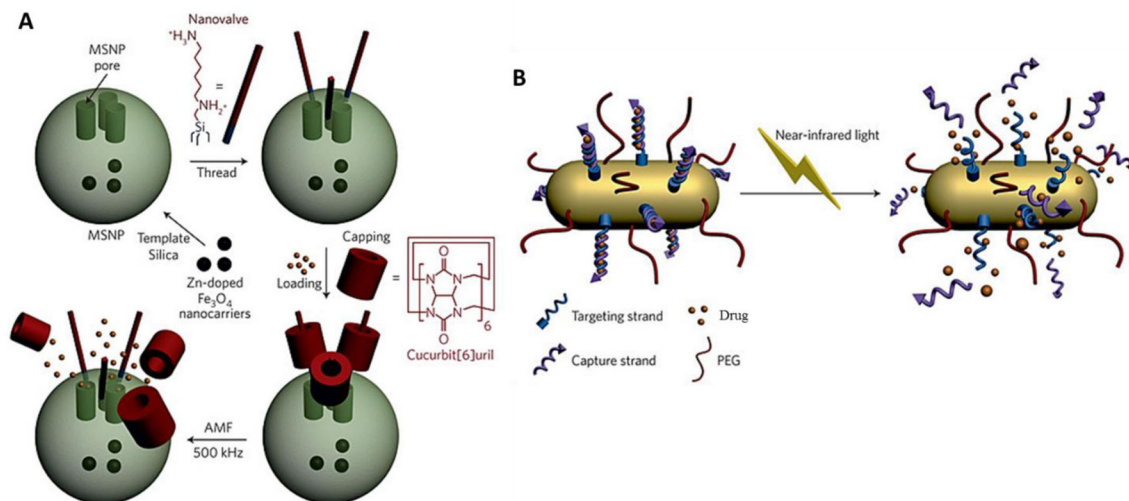 A
Nanovalve
⁺H₃N
MSNP
pore
=
NH₂⁺
Si
Thread
MSNP
Template
Silica
Zn-doped
Fe₃O₄
nanocarriers
Capping
Loading
=
O
N N N
N N N
O
6
Cucurbit[6]uril
AMF
500 kHz
B
Near-infrared light
Targeting strand
Drug
Capture strand
PEG